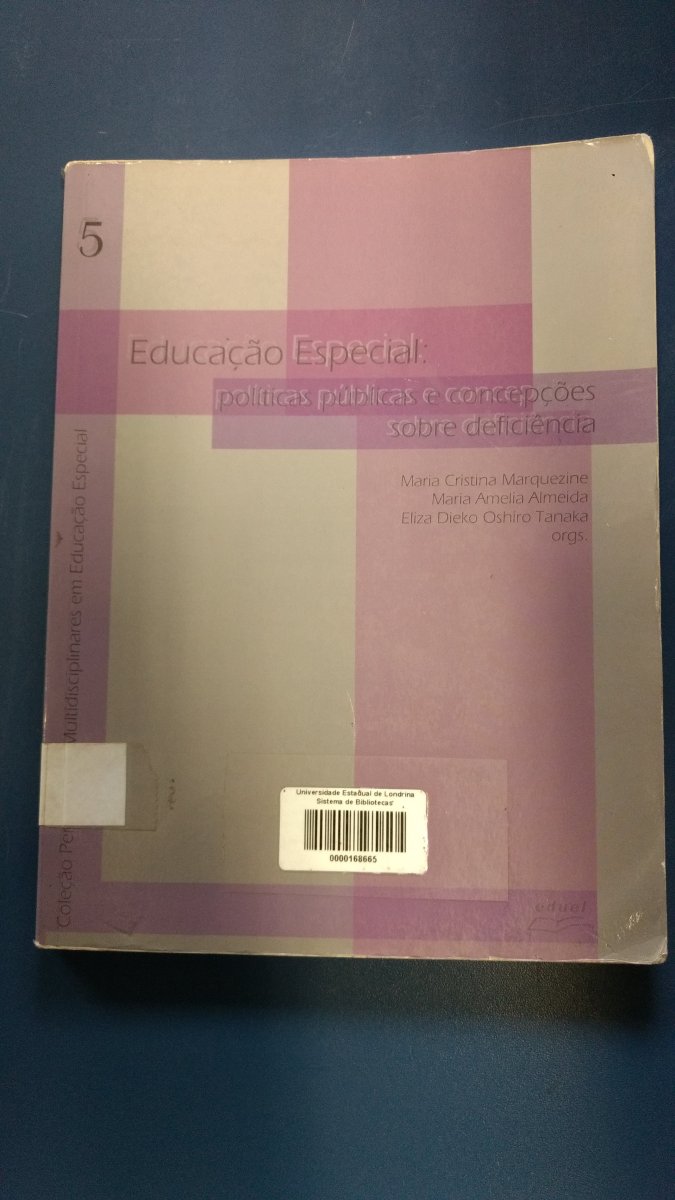 5
Educação Especial:
políticas públicas e concepções
sobre deficiência
Maria Cristina Marquezine
Maria Amelia Almeida
Eliza Dieko Oshiro Tanaka
orgs.
Coleção Multidisciplinares em Educação Especial
Universidade Estadual de Londrina
Sistema de Bibliotecas
0000168665
eduel